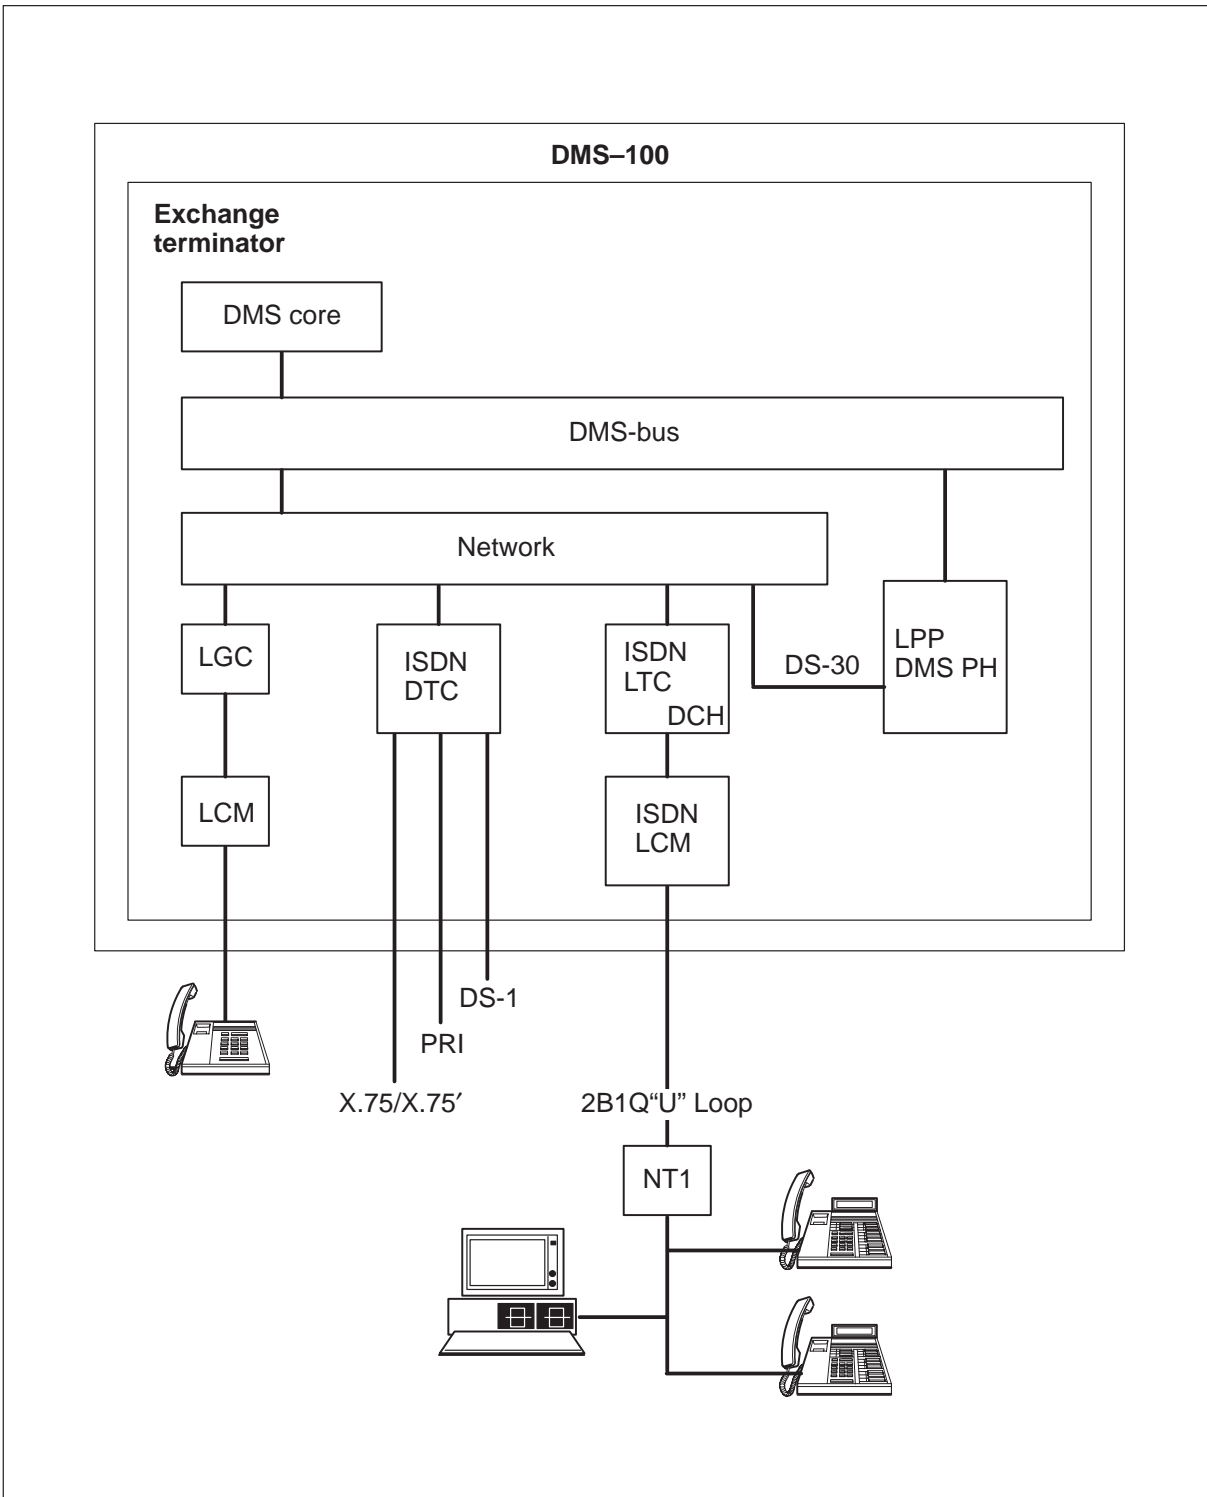 DMS–100
Exchange
terminator
DMS core
DMS-bus
Network
LGC
ISDN
DTC
ISDN
LTC
DCH
DS-30
LPP
DMS PH
LCM
ISDN
LCM
DS-1
PRI
X.75/X.75′
2B1Q“U” Loop
NT1